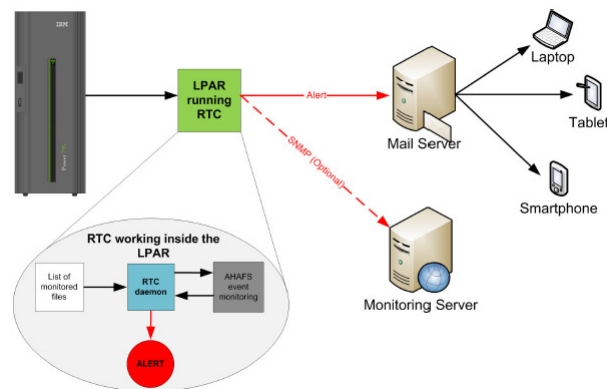 IBM
LPAR
running
RTC
Alert
SNMP (Optional)
Mail Server
Laptop
Tablet
Smartphone
Monitoring Server
RTC working inside the
LPAR
List of
monitored
files
RTC
daemon
AHAFS
event
monitoring
ALERT